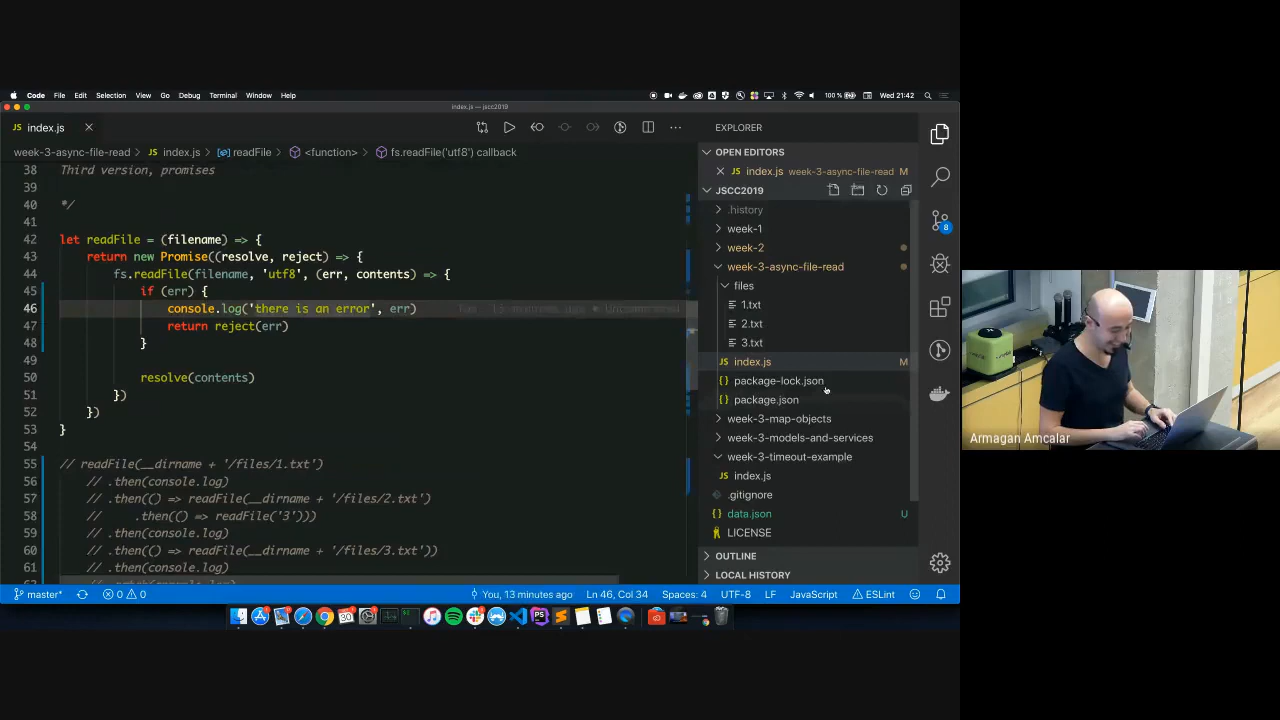 Code File Edit Selection View Go Debug Terminal Window Help
100 % Wed 21:42
index.js — jscc2019
JS index.js
EXPLORER
week-3-async-file-read > JS index.js > readFile > <function> > fs.readFile('utf8') callback
38 Third version, promises
39
40 */
41
42 let readFile = (filename) => {
43 return new Promise((resolve, reject) => {
44 fs.readFile(filename, 'utf8', (err, contents) => {
45 if (err) {
46 console.log('there is an error', err)
47 return reject(err)
48 }
49
50 resolve(contents)
51 })
52 })
53 }
54
55 // readFile(__dirname + '/files/1.txt')
56 // .then(console.log)
57 // .then(() => readFile(__dirname + '/files/2.txt')
58 // .then(() => readFile('3')))
59 // .then(console.log)
60 // .then(() => readFile(__dirname + '/files/3.txt'))
61 // .then(console.log)
OPEN EDITORS
JS index.js week-3-async-file-read M
JSCC2019
.history
week-1
week-2
week-3-async-file-read
files
1.txt
2.txt
3.txt
JS index.js M
{} package-lock.json
{} package.json
week-3-map-objects
week-3-models-and-services
week-3-timeout-example
JS index.js
.gitignore
data.json U
LICENSE
OUTLINE
LOCAL HISTORY
8
master* 0 0 You, 13 minutes ago Ln 46, Col 34 Spaces: 4 UTF-8 LF JavaScript ESLint
Armagan Amcalar